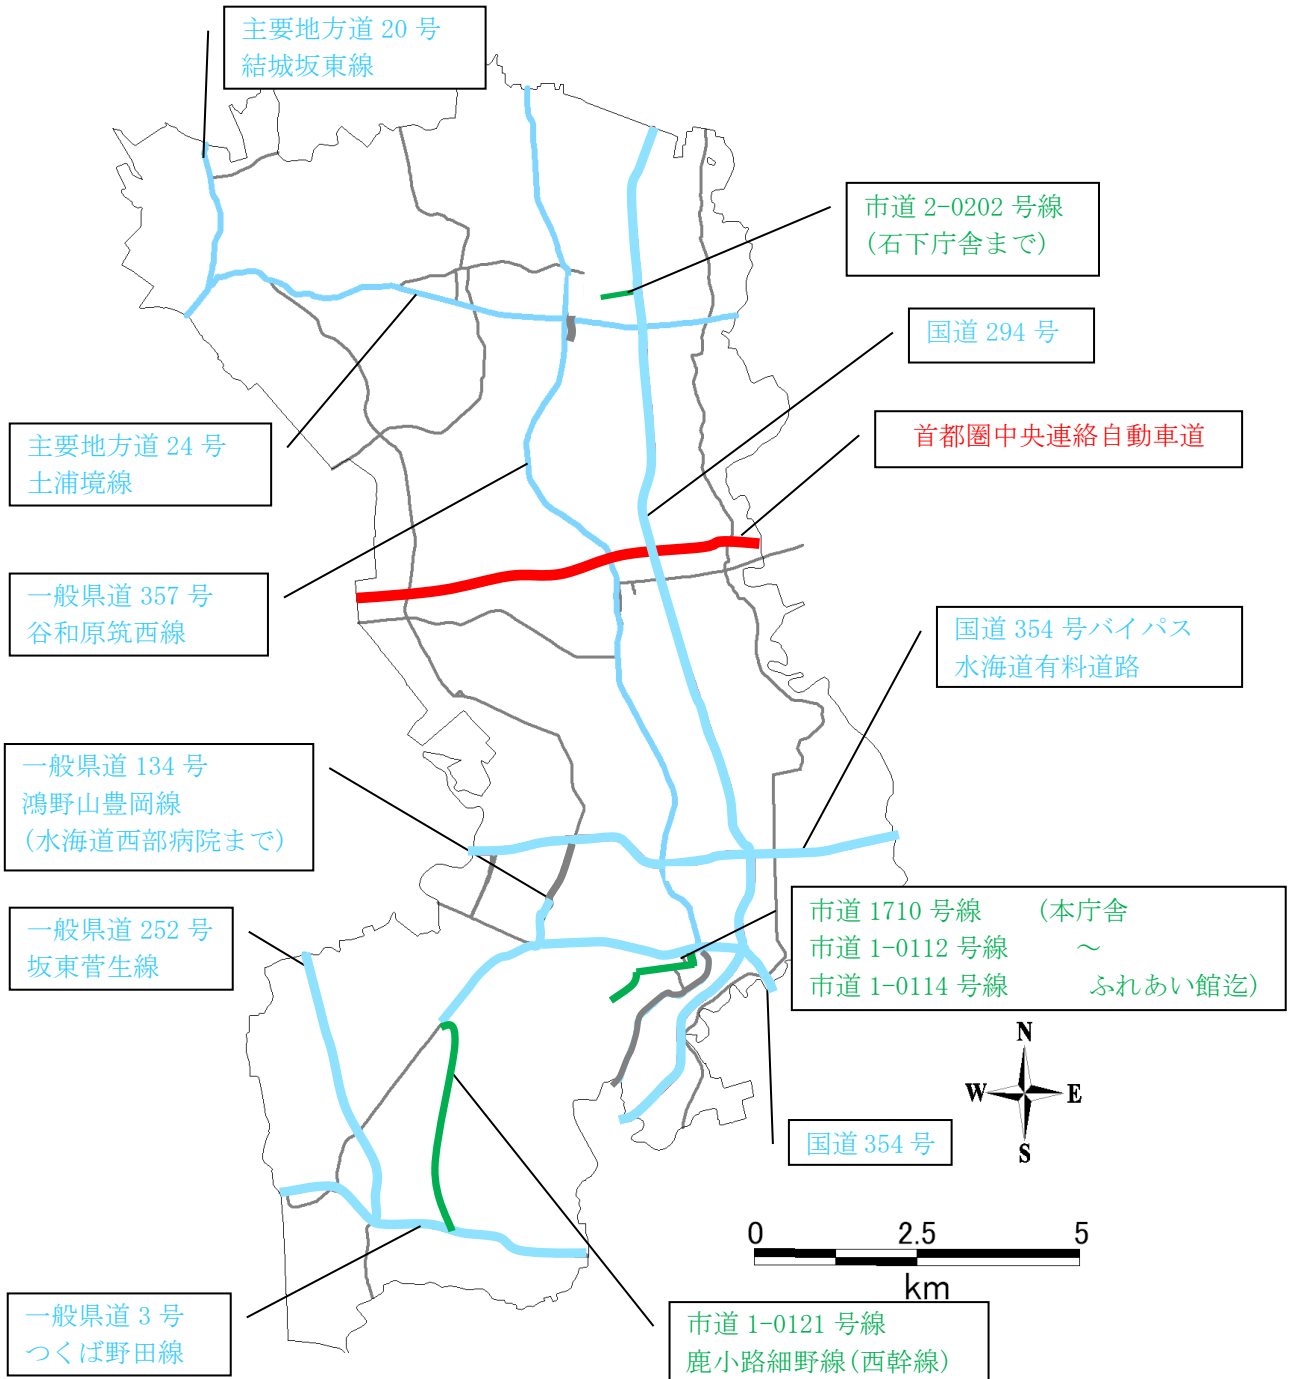 主要地方道 20 号
結城坂東線
市道 2-0202 号線
(石下庁舎まで)
国道 294 号
首都圏中央連絡自動車道
主要地方道 24 号
土浦境線
一般県道 357 号
谷和原筑西線
国道 354 号バイパス
水海道有料道路
一般県道 134 号
鴻野山豊岡線
(水海道西部病院まで)
市道 1710 号線 (本庁舎
市道 1-0112 号線 ~
市道 1-0114 号線 ふれあい館迄)
一般県道 252 号
坂東菅生線
N
W E
S
国道 354 号
0 2.5 5
km
一般県道 3 号
つくば野田線
市道 1-0121 号線
鹿小路細野線(西幹線)